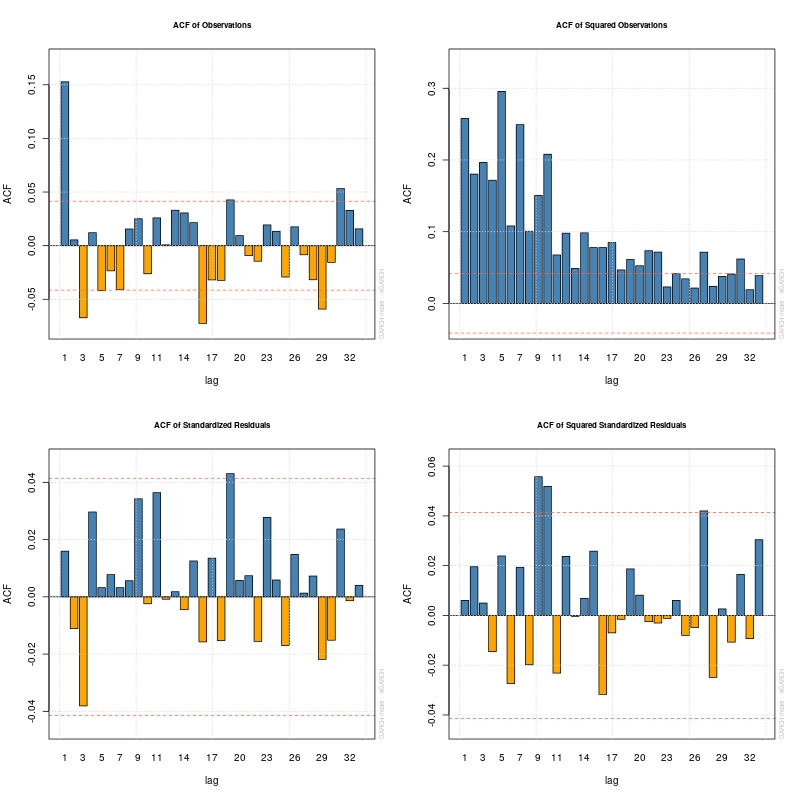 ACF of Observations
ACF
0.15
0.10
0.05
0.00
-0.05
1 3 5 7 9 11 14 17 20 23 26 29 32
lag
GARCH model : eGARCH
ACF of Squared Observations
ACF
0.3
0.2
0.1
0.0
1 3 5 7 9 11 14 17 20 23 26 29 32
lag
GARCH model : eGARCH
ACF of Standardized Residuals
ACF
0.04
0.02
0.00
-0.02
-0.04
1 3 5 7 9 11 14 17 20 23 26 29 32
lag
GARCH model : eGARCH
ACF of Squared Standardized Residuals
ACF
0.06
0.04
0.02
0.00
-0.02
-0.04
1 3 5 7 9 11 14 17 20 23 26 29 32
lag
GARCH model : eGARCH